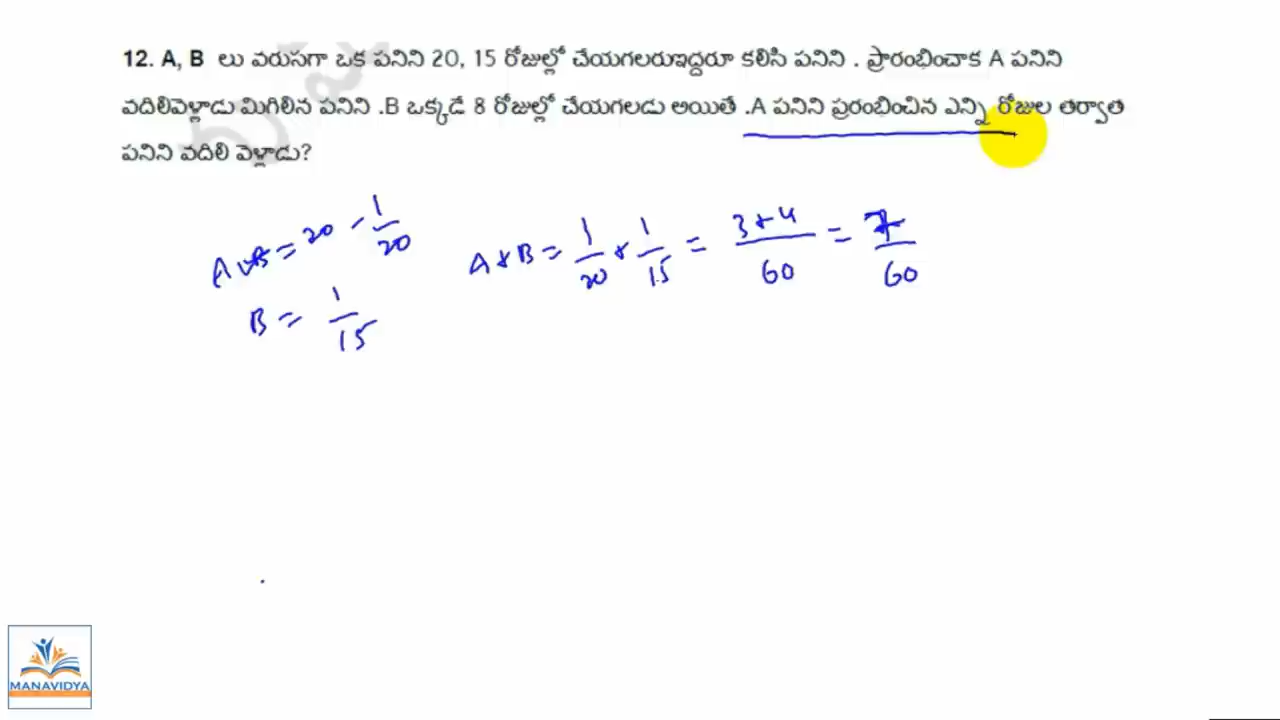 12. A, B లు వరుసగా ఒక పనిని 20, 15 రోజుల్లో చేయగలరుఇద్దరూ కలిసి పనిని . ప్రారంభించాక A పనిని
వదిలివెళ్లాడు మిగిలిన పనిని .B ఒక్కడే 8 రోజుల్లో చేయగలడు అయితే .A పనిని ప్రరంభించిన ఎన్ని రోజుల తర్వాత
పనిని వదిలి వెళ్లాడు?
A = 20 - 1/20
B = 1/15
A + B = 1/20 + 1/15 = 3+4/60 = 7/60
MANAVIDYA